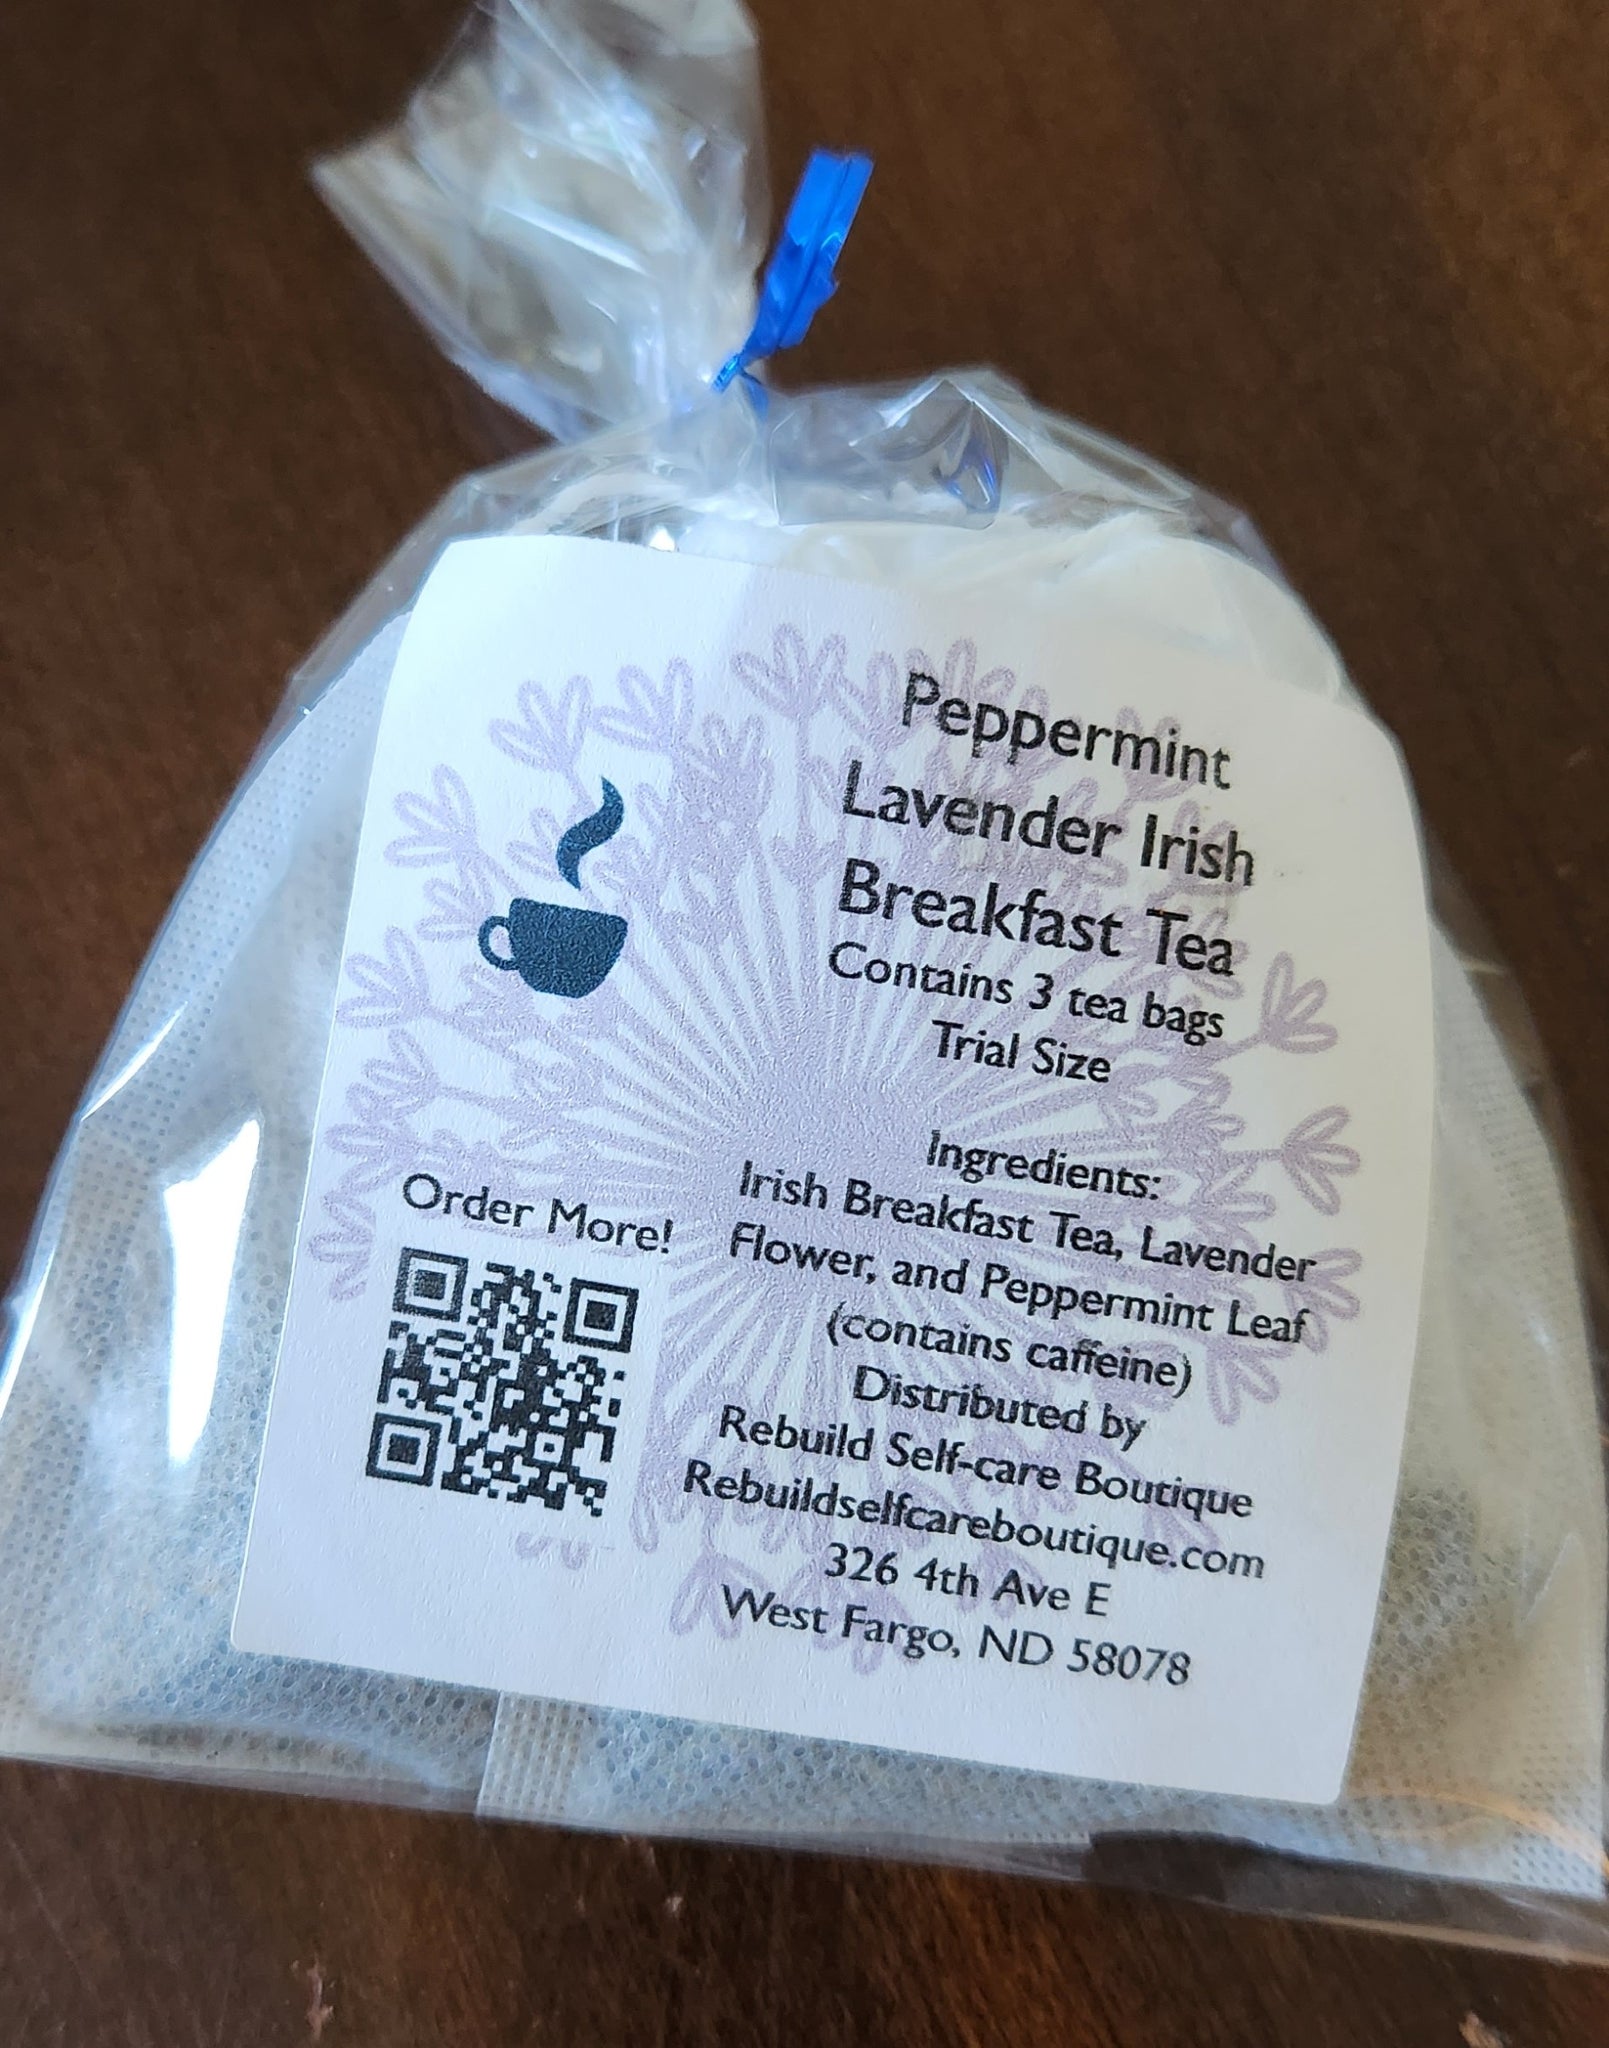 Peppermint
Lavender Irish
Breakfast Tea
Contains 3 tea bags
Trial Size
Ingredients:
Irish Breakfast Tea, Lavender
Flower, and Peppermint Leaf
(contains caffeine)
Distributed by
Rebuild Self-care Boutique
Rebuildselfcareboutique.com
326 4th Ave E
West Fargo, ND 58078
Order More!